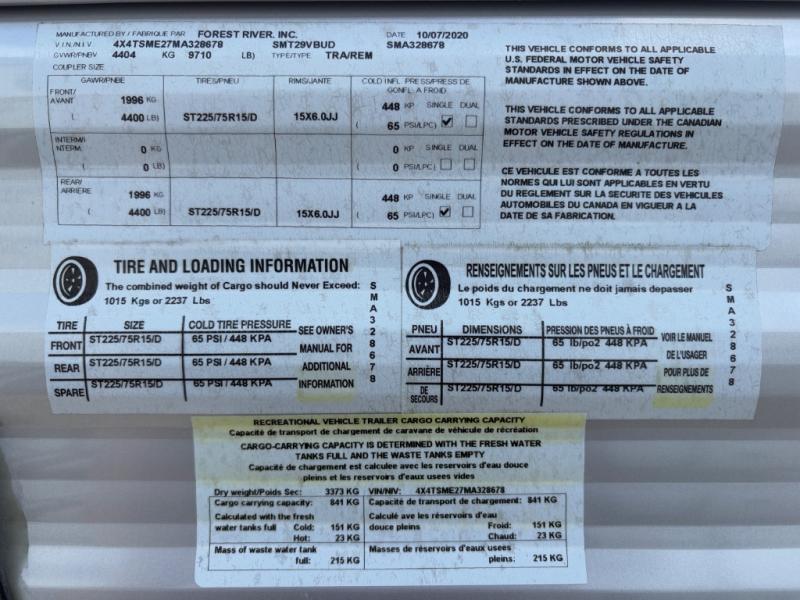 MANUFACTURED BY / FABRIQUE PAR FOREST RIVER, INC. DATE 10/07/2020
V.I.N/N.I.V 4X4TSME27MA328678 SMT29VBUD SMA328678
GVWR/PNBV 4404 KG 9710 LB) TYPE/TYPE TRA/REM
COUPLER SIZE
GAWR/PNBE TIRES/PNEU RIMS/JANTE COLD INFL. PRESS/PRESS DE GONFL. A FROID
FRONT/
AVANT 1996 KG 448 KP SINGLE DUAL
( 4400 LB) ST225/75R15/D 15X6.0JJ ( 65 PSI/LPC)
INTERM/
NTERM. 0 KG 0 KP SINGLE DUAL
( 0 LB) ( 0 PSI/LPC)
REAR/
ARRIÈRE 1996 KG 448 KP SINGLE DUAL
( 4400 LB) ST225/75R15/D 15X6.0JJ ( 65 PSI/LPC)
THIS VEHICLE CONFORMS TO ALL APPLICABLE
U.S. FEDERAL MOTOR VEHICLE SAFETY
STANDARDS IN EFFECT ON THE DATE OF
MANUFACTURE SHOWN ABOVE.
THIS VEHICLE CONFORMS TO ALL APPLICABLE
STANDARDS PRESCRIBED UNDER THE CANADIAN
MOTOR VEHICLE SAFETY REGULATIONS IN
EFFECT ON THE DATE OF MANUFACTURE.
CE VEHICULE EST CONFORME A TOUTES LES
NORMES QUI LUI SONT APPLICABLES EN VERTU
DU REGLEMENT SUR LA SECURITE DES VEHICULES
AUTOMOBILES DU CANADA EN VIGUEUR A LA
DATE DE SA FABRICATION.
TIRE AND LOADING INFORMATION
The combined weight of Cargo should Never Exceed:
1015 Kgs or 2237 Lbs
TIRE SIZE COLD TIRE PRESSURE
FRONT ST225/75R15/D 65 PSI / 448 KPA
REAR ST225/75R15/D 65 PSI / 448 KPA
SPARE ST225/75R15/D 65 PSI / 448 KPA
SEE OWNER'S
MANUAL FOR
ADDITIONAL
INFORMATION
SMA328678
RENSEIGNEMENTS SUR LES PNEUS ET LE CHARGEMENT
Le poids du chargement ne doit jamais depasser
1015 Kgs or 2237 Lbs
PNEU DIMENSIONS PRESSION DES PNEUS À FROID
AVANT ST225/75R15/D 65 lb/po2 448 KPA
ARRIÈRE ST225/75R15/D 65 lb/po2 448 KPA
DE SECOURS ST225/75R15/D 65 lb/po2 448 KPA
VOIR LE MANUEL
DE L'USAGER
POUR PLUS DE
RENSEIGNEMENTS
SMA328678
RECREATIONAL VEHICLE TRAILER CARGO CARRYING CAPACITY
Capacite de transport de chargement de caravane de véhicule de récréation
CARGO-CARRYING CAPACITY IS DETERMINED WITH THE FRESH WATER
TANKS FULL AND THE WASTE TANKS EMPTY
Capacite de chargement est calculee avec les reservoirs d'eau douce
pleins et les reservoirs d'eaux usees vides
Dry weight/Poids Sec: 3373 KG VIN/NIV: 4X4TSME27MA328678
Cargo carrying capacity: 841 KG Capacité de transport de chargement: 841 KG
Calculated with the fresh
water tanks full Cold: 151 KG
Hot: 23 KG
Calculé ave les réservoirs d'eau
douce pleins Froid: 151 KG
Chaud: 23 KG
Mass of waste water tank
full: 215 KG
Masses de réservoirs d'eaux usées
pleins: 215 KG